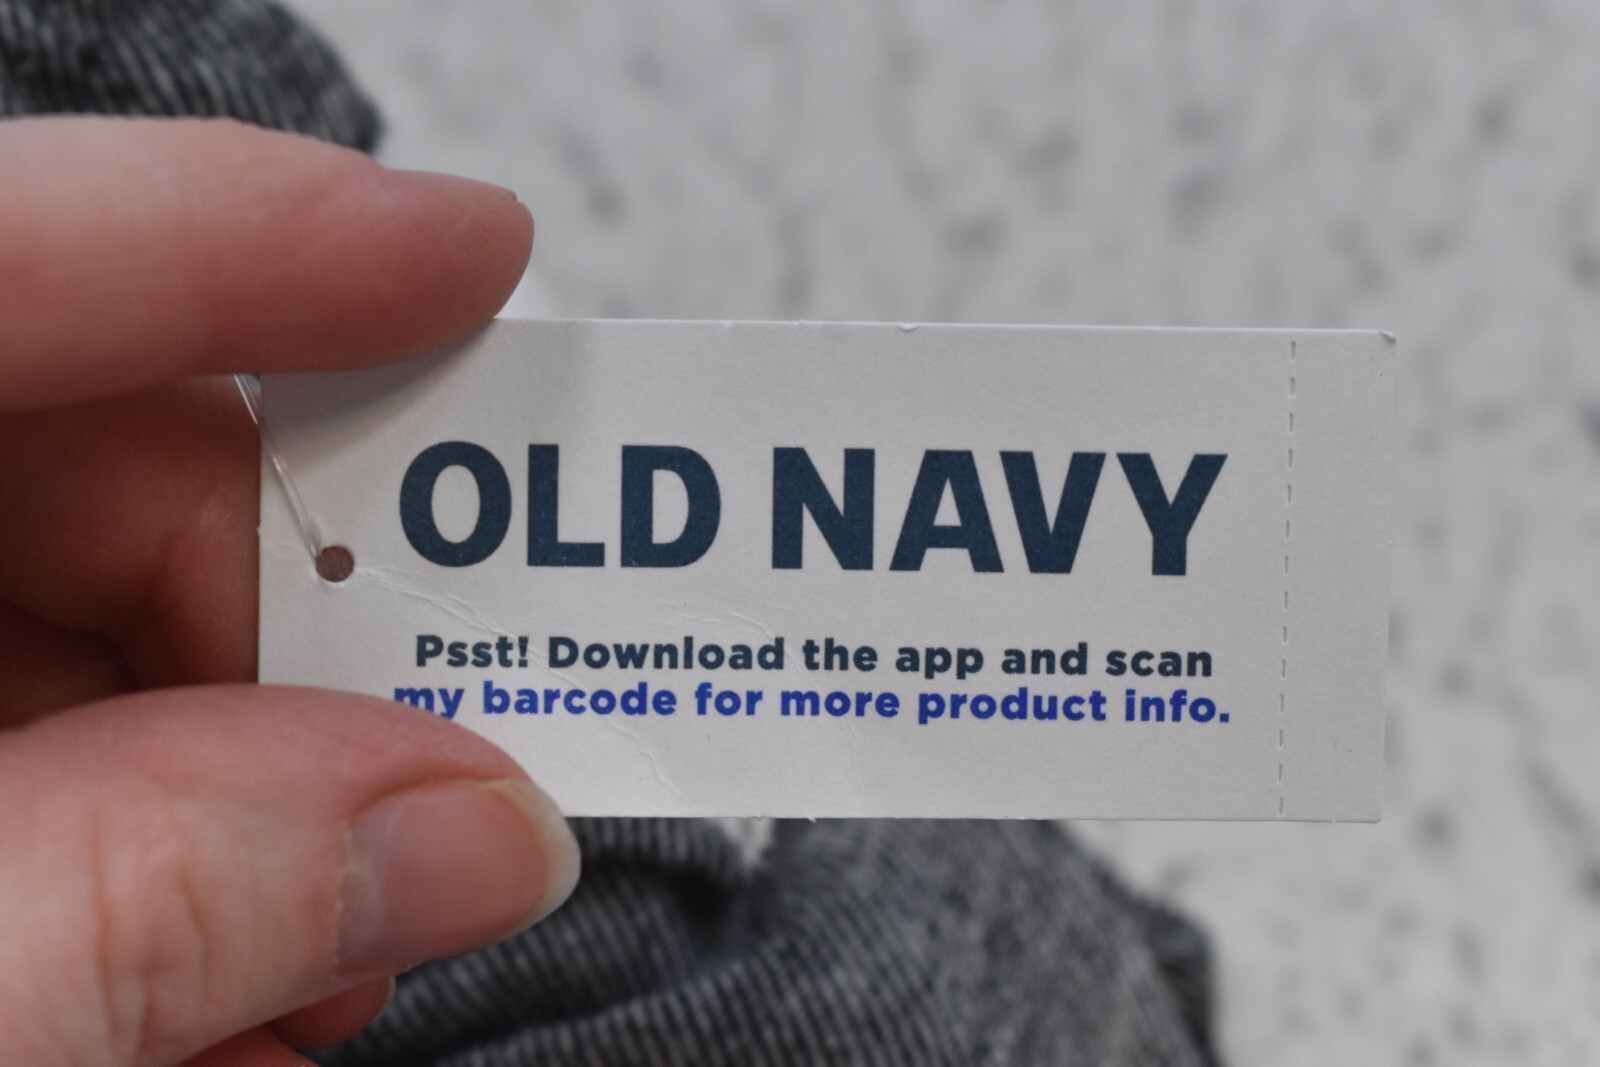 OLD NAVY
Psst! Download the app and scan
my barcode for more product info.